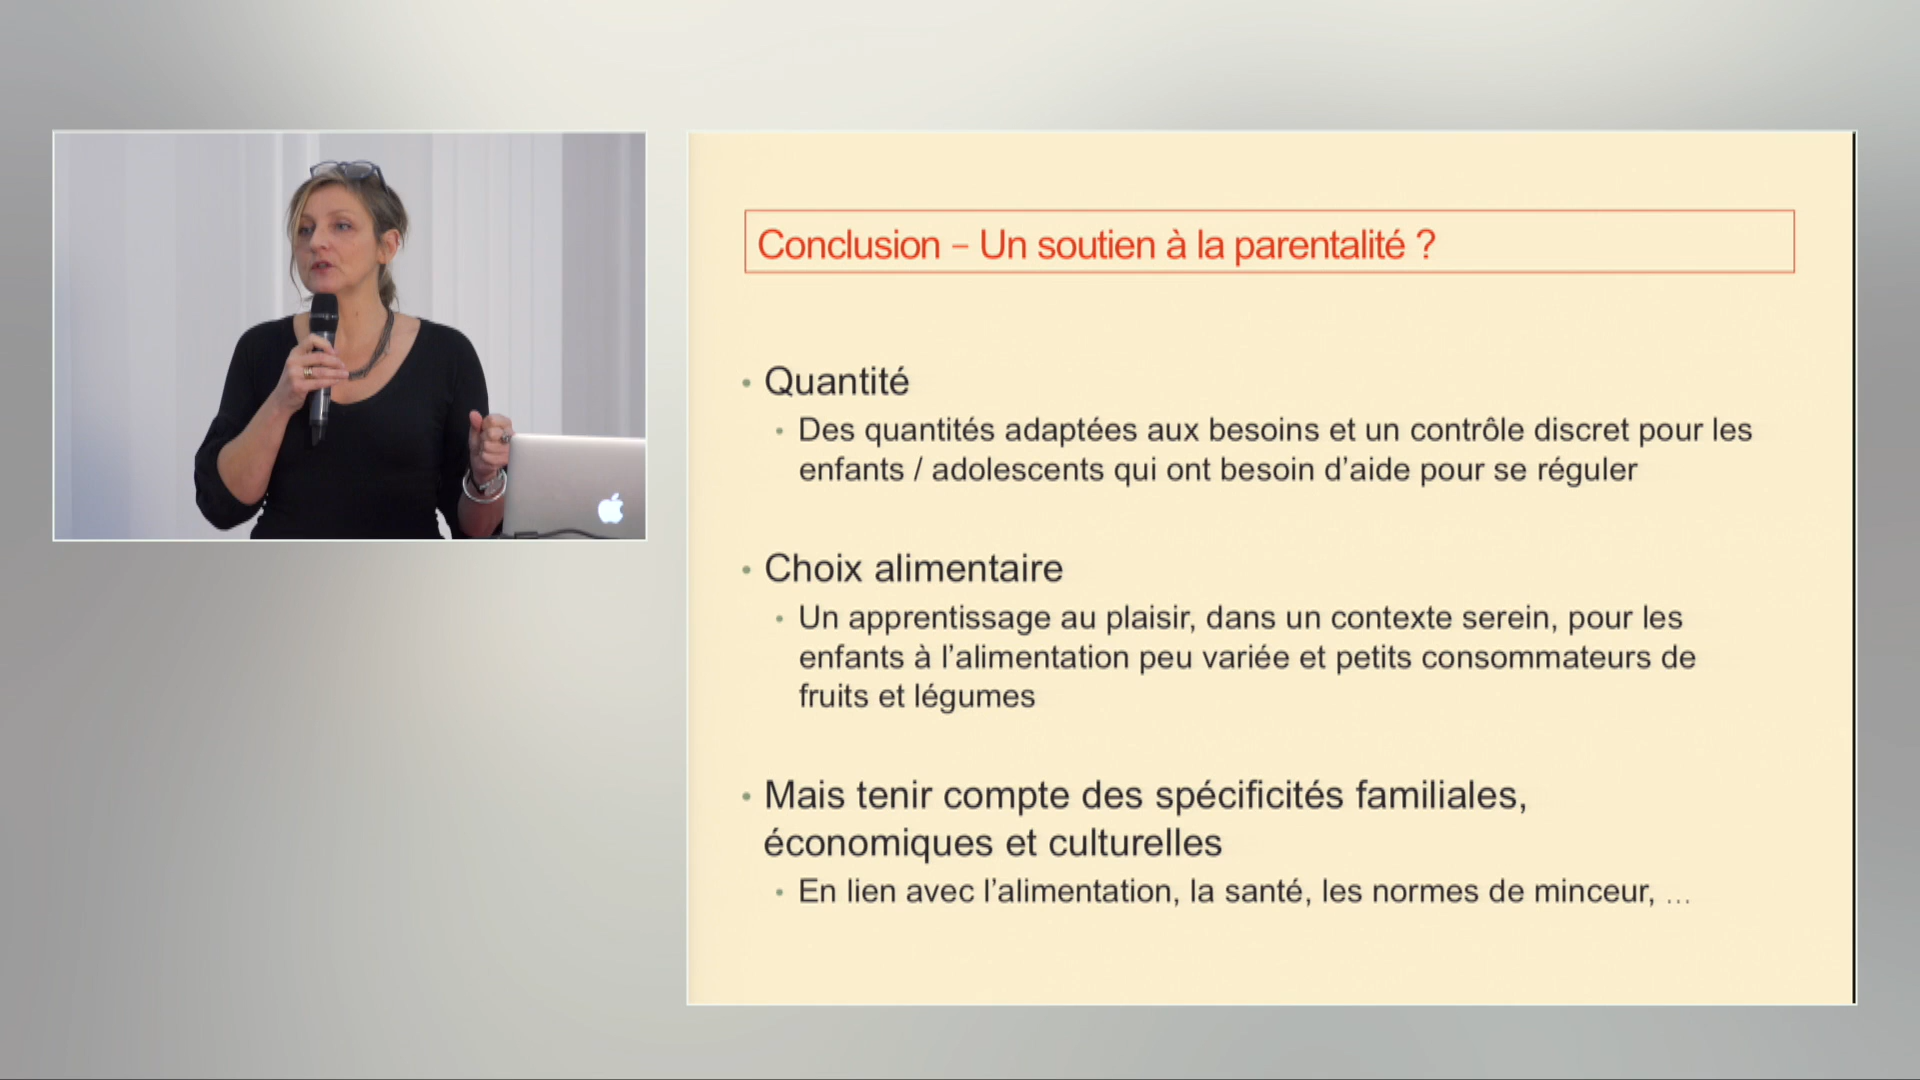 Conclusion – Un soutien à la parentalité ?
• Quantité
• Des quantités adaptées aux besoins et un contrôle discret pour les
enfants / adolescents qui ont besoin d’aide pour se réguler
• Choix alimentaire
• Un apprentissage au plaisir, dans un contexte serein, pour les
enfants à l’alimentation peu variée et petits consommateurs de
fruits et légumes
• Mais tenir compte des spécificités familiales,
économiques et culturelles
• En lien avec l’alimentation, la santé, les normes de minceur, ...